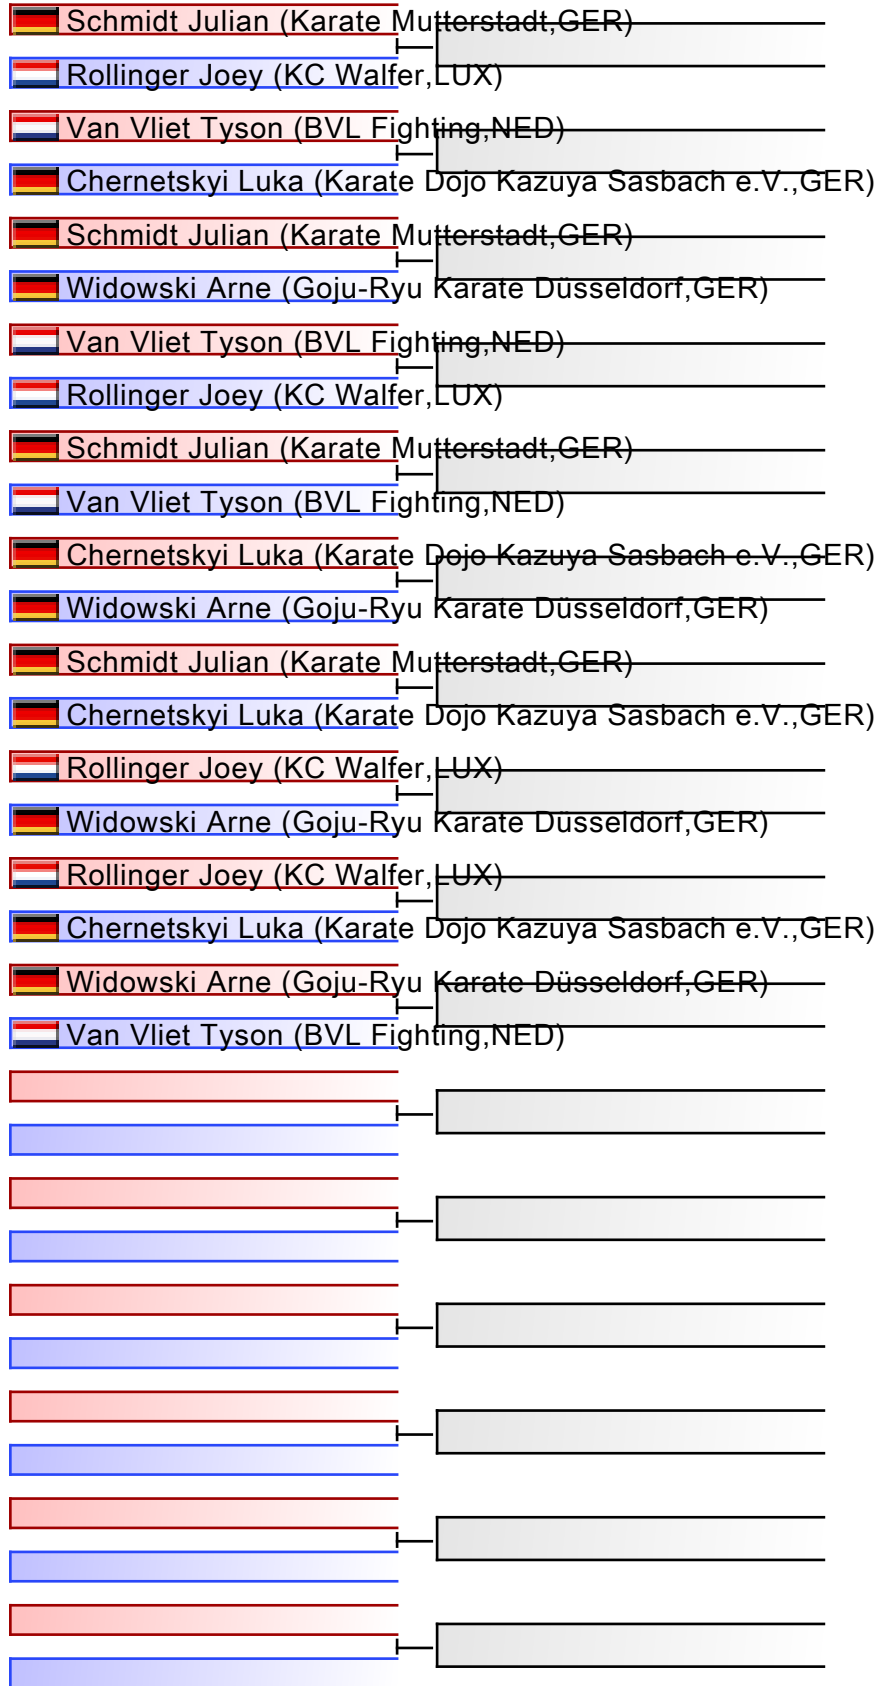 Schmidt Julian (Karate Mutterstadt,GER)
Rollinger Joey (KC Walfer,LUX)
Van Vliet Tyson (BVL Fighting,NED)
Chernetskyi Luka (Karate Dojo Kazuya Sasbach e.V.,GER)
Schmidt Julian (Karate Mutterstadt,GER)
Widowski Arne (Goju-Ryu Karate Düsseldorf,GER)
Van Vliet Tyson (BVL Fighting,NED)
Rollinger Joey (KC Walfer,LUX)
Schmidt Julian (Karate Mutterstadt,GER)
Van Vliet Tyson (BVL Fighting,NED)
Chernetskyi Luka (Karate Dojo Kazuya Sasbach e.V.,GER)
Widowski Arne (Goju-Ryu Karate Düsseldorf,GER)
Schmidt Julian (Karate Mutterstadt,GER)
Chernetskyi Luka (Karate Dojo Kazuya Sasbach e.V.,GER)
Rollinger Joey (KC Walfer,LUX)
Widowski Arne (Goju-Ryu Karate Düsseldorf,GER)
Rollinger Joey (KC Walfer,LUX)
Chernetskyi Luka (Karate Dojo Kazuya Sasbach e.V.,GER)
Widowski Arne (Goju-Ryu Karate Düsseldorf,GER)
Van Vliet Tyson (BVL Fighting,NED)